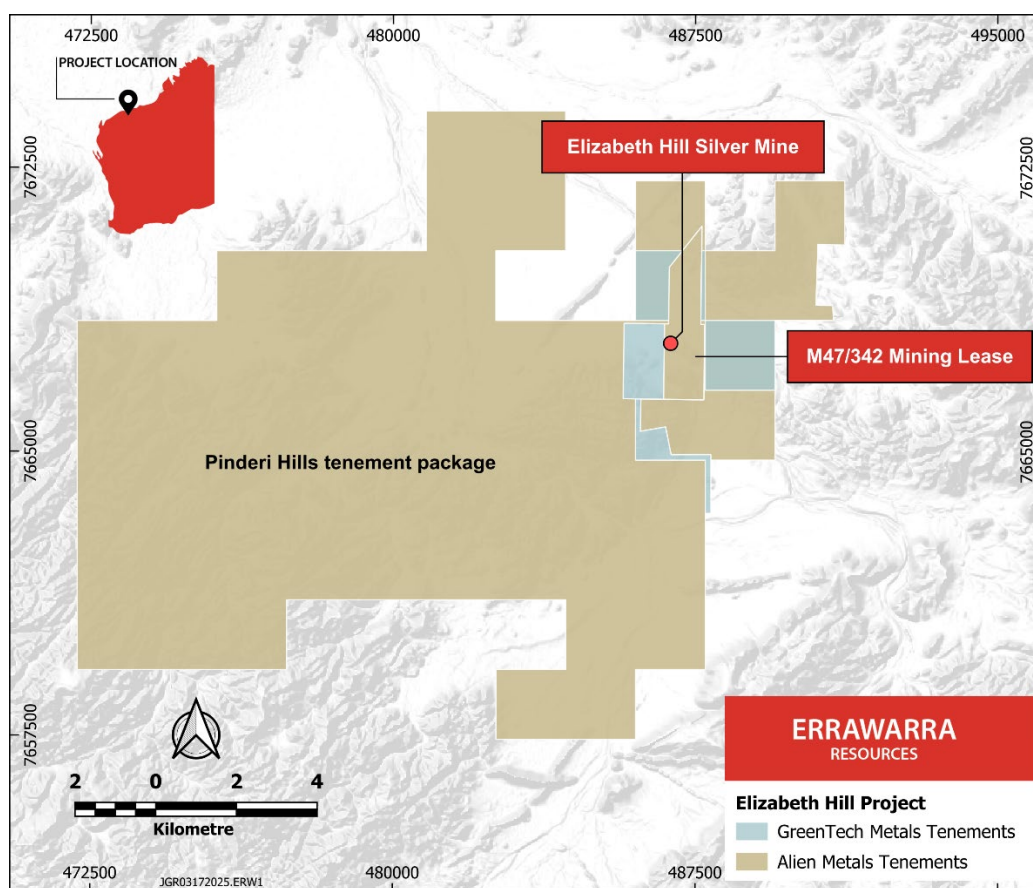 472500 480000 487500 495000
PROJECT LOCATION
Elizabeth Hill Silver Mine
7672500 7672500
M47/342 Mining Lease
Pinderi Hills tenement package
7665000 7665000
7657500
ERRAWARRA
RESOURCES
2 0 2 4
Kilometre
Elizabeth Hill Project
GreenTech Metals Tenements
Alien Metals Tenements
472500 480000 487500
JGR03172025.ERW1